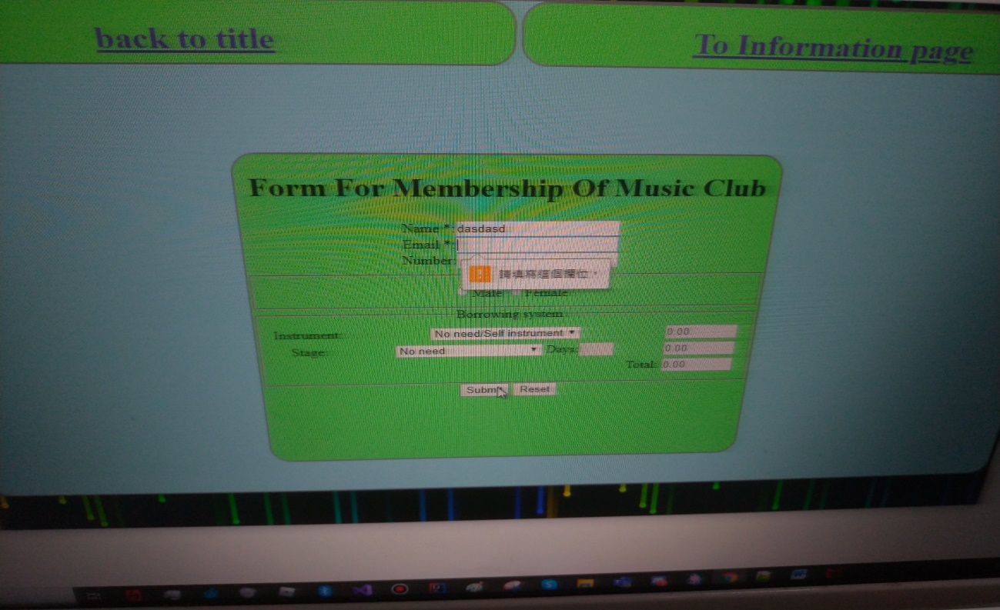 back to title
To Information page
Form For Membership Of Music Club
Name *: dasdasd
Email *:
Number:
請填寫這個欄位。
Male Female
Borrowing system
Instrument: No need/Self instrument 0.00
Stage: No need Days: 0.00
Total: 0.00
Submit Reset